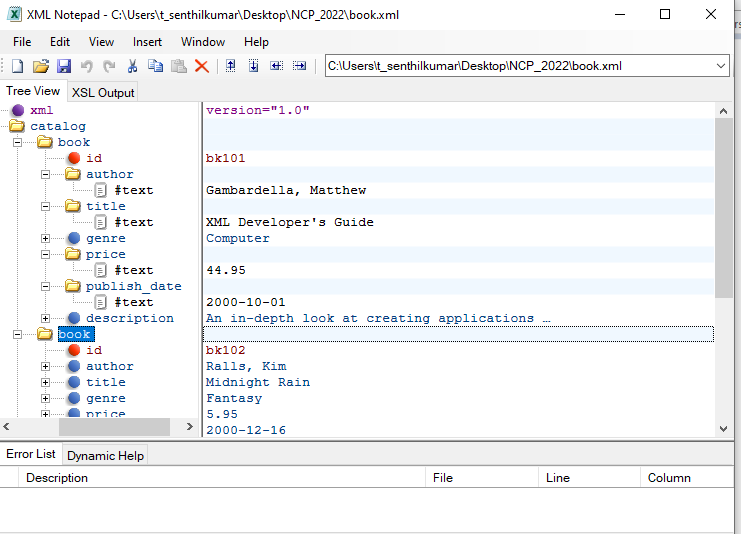 XML Notepad - C:\Users\t_senthilkumar\Desktop\NCP_2022\book.xml
File Edit View Insert Window Help
C:\Users\t_senthilkumar\Desktop\NCP_2022\book.xml
Tree View XSL Output
xml version="1.0"
catalog
book
id bk101
author
#text Gambardella, Matthew
title
#text XML Developer's Guide
genre Computer
price
#text 44.95
publish_date
#text 2000-10-01
description An in-depth look at creating applications …
book
id bk102
author Ralls, Kim
title Midnight Rain
genre Fantasy
price 5.95
2000-12-16
Error List Dynamic Help
Description File Line Column